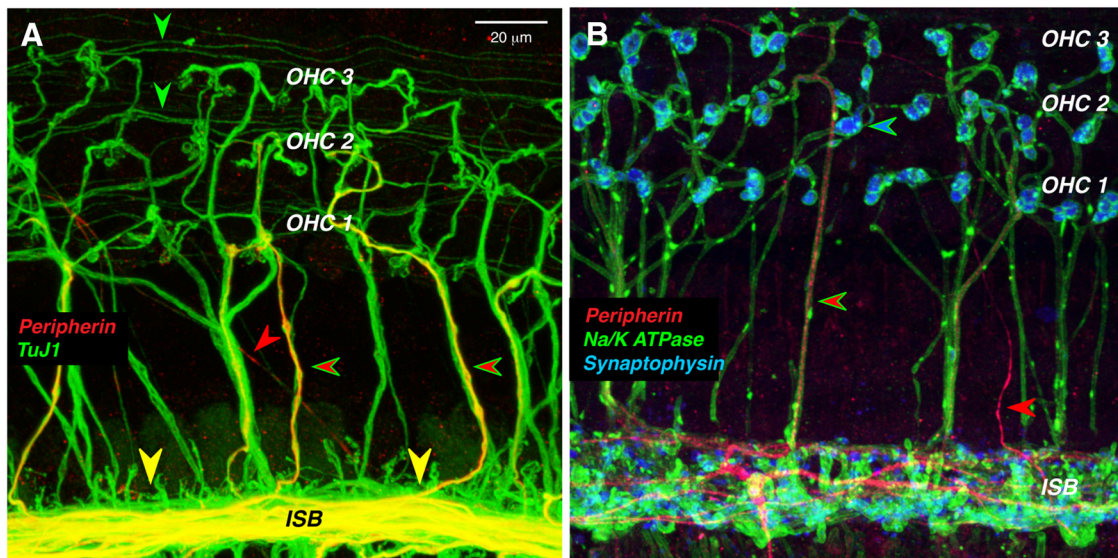 A
20 μm
OHC 3
OHC 2
OHC 1
Peripherin
TuJ1
ISB
B
OHC 3
OHC 2
OHC 1
Peripherin
Na/K ATPase
Synaptophysin
ISB